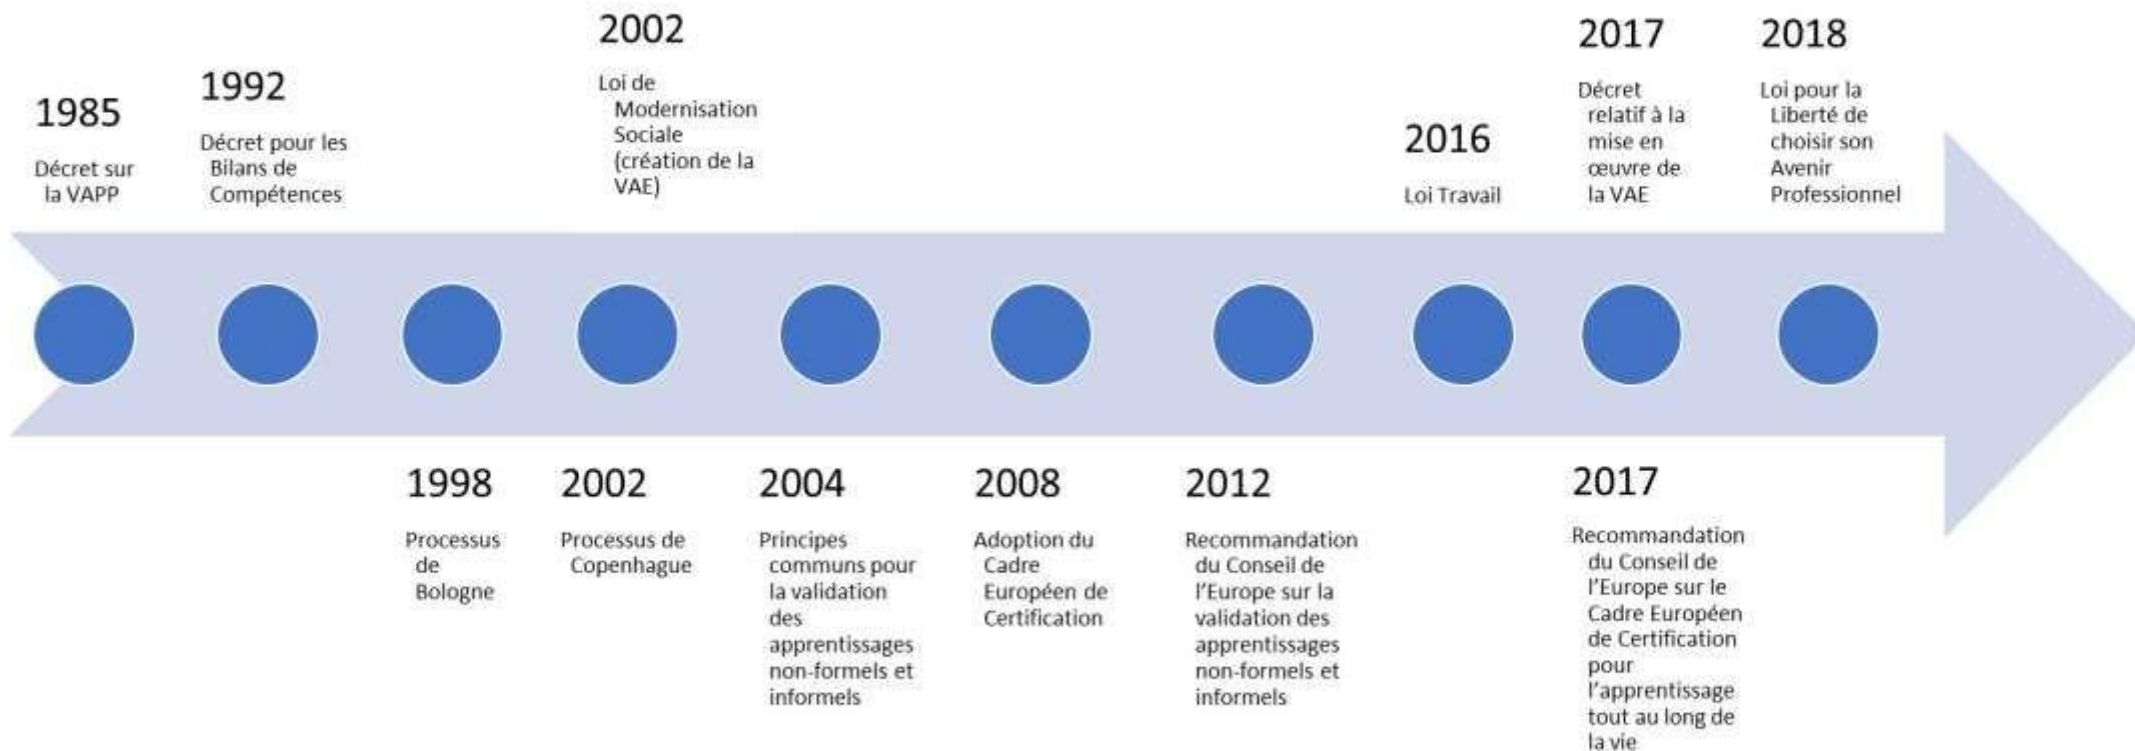 1985
Décret sur
la VAPP
1992
Décret pour les
Bilans de
Compétences
2002
Loi de
Modernisation
Sociale
(création de la
VAE)
2016
Loi Travail
2017
Décret
relatif à la
mise en
œuvre de
la VAE
2018
Loi pour la
Liberté de
choisir son
Avenir
Professionnel
1998
Processus
de
Bologne
2002
Processus de
Copenhague
2004
Principes
communs pour
la validation
des
apprentissages
non-formels et
informels
2008
Adoption du
Cadre
Européen de
Certification
2012
Recommandation
du Conseil de
l'Europe sur la
validation des
apprentissages
non-formels et
informels
2017
Recommandation
du Conseil de
l'Europe sur le
Cadre Européen
de Certification
pour
l'apprentissage
tout au long de
la vie